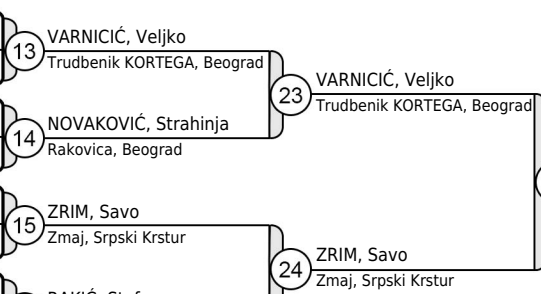 13
VARNICIĆ, Veljko
Trudbenik KORTEGA, Beograd
23
VARNICIĆ, Veljko
Trudbenik KORTEGA, Beograd
14
NOVAKOVIĆ, Strahinja
Rakovica, Beograd
15
ZRIM, Savo
Zmaj, Srpski Krstur
24
ZRIM, Savo
Zmaj, Srpski Krstur